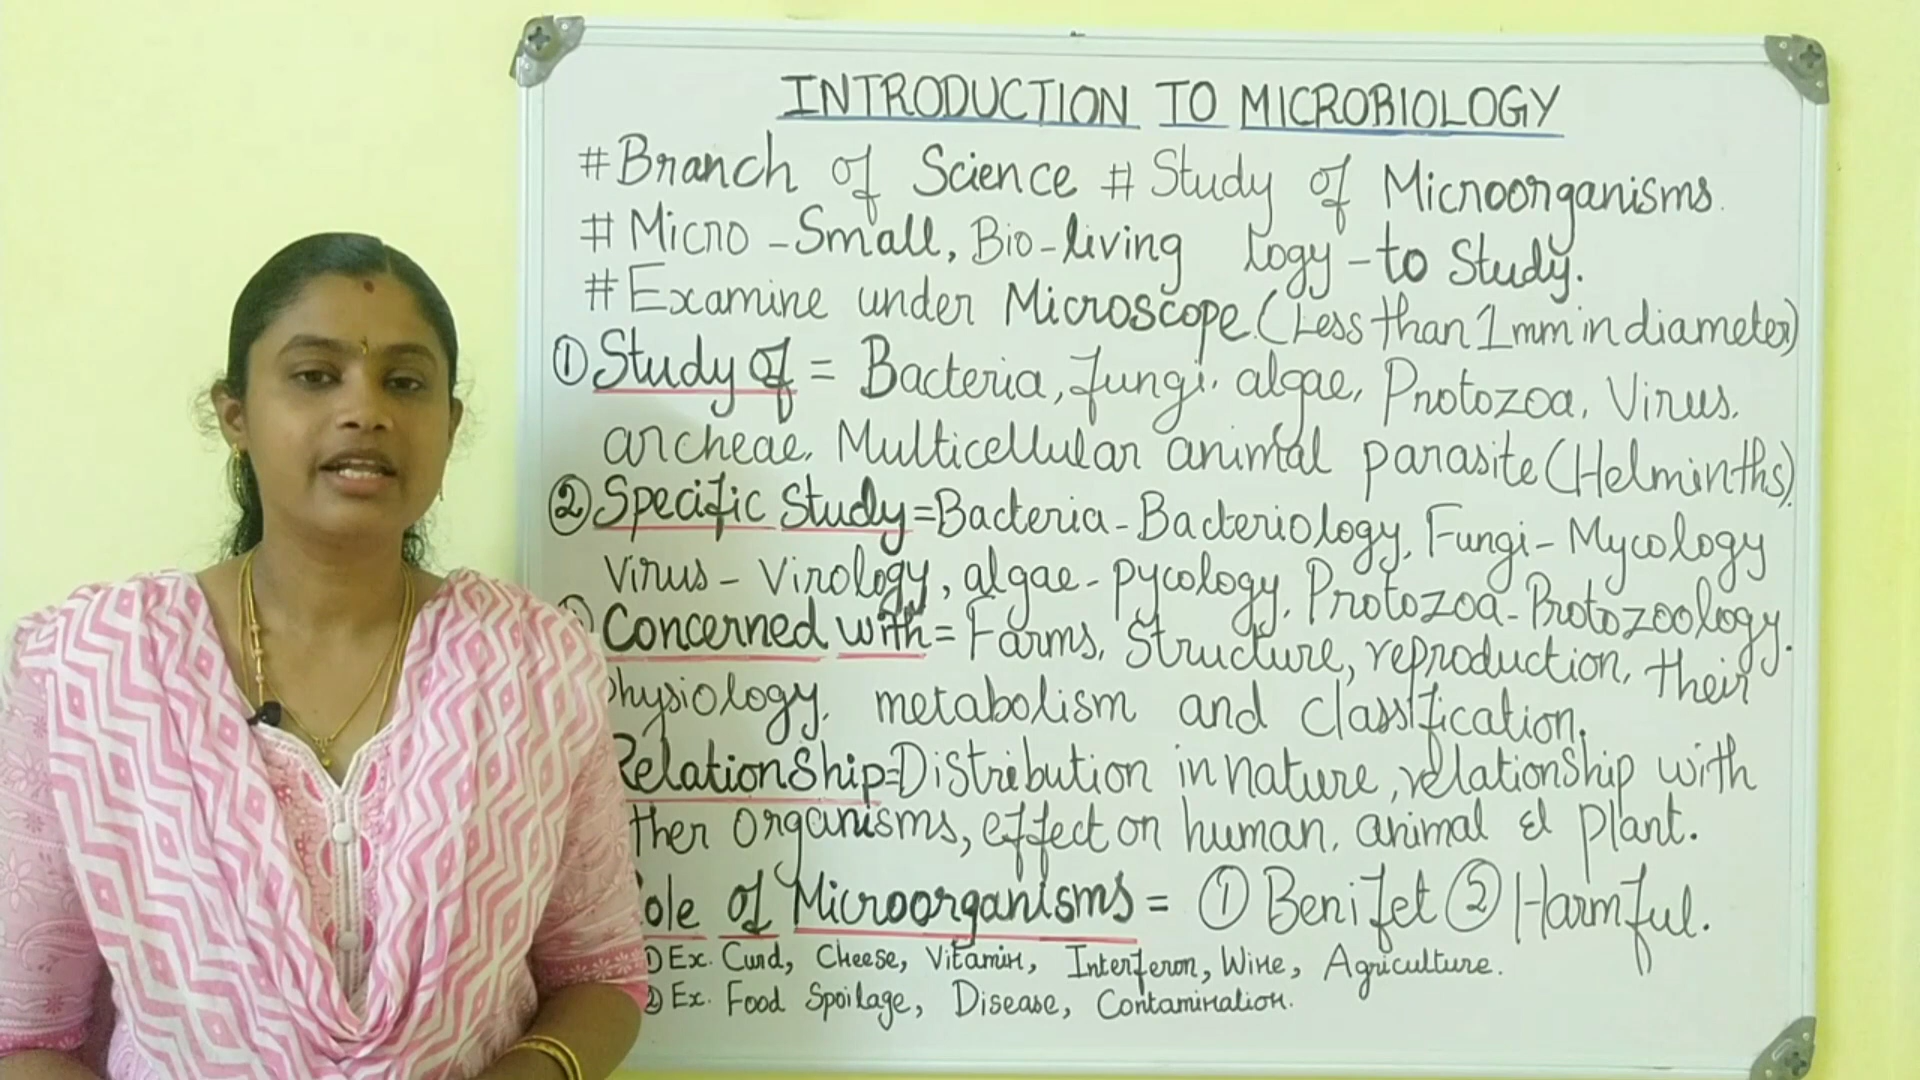 INTRODUCTION TO MICROBIOLOGY
# Branch of Science # Study of Microorganisms.
# Micro - Small, Bio - living logy - to Study.
# Examine under Microscope. (Less than 1 mm in diameter)
① Study of = Bacteria, fungi, algae, Protozoa, Virus,
archeae, Multicellular animal parasite (Helminths).
② Specific Study = Bacteria - Bacteriology, Fungi - Mycology
Virus - Virology, algae - pycology, Protozoa - Protozoology.
Concerned with = Farms, Structure, reproduction, their
physiology, metabolism and classification.
Relationship = Distribution in nature, relationship with
ther organisms, effect on human, animal & plant.
ole of Microorganisms = ① Benifet ② Harmful.
① Ex. Curd, Cheese, Vitamin, Interferon, Wine, Agriculture.
② Ex. Food Spoilage, Disease, Contamination.